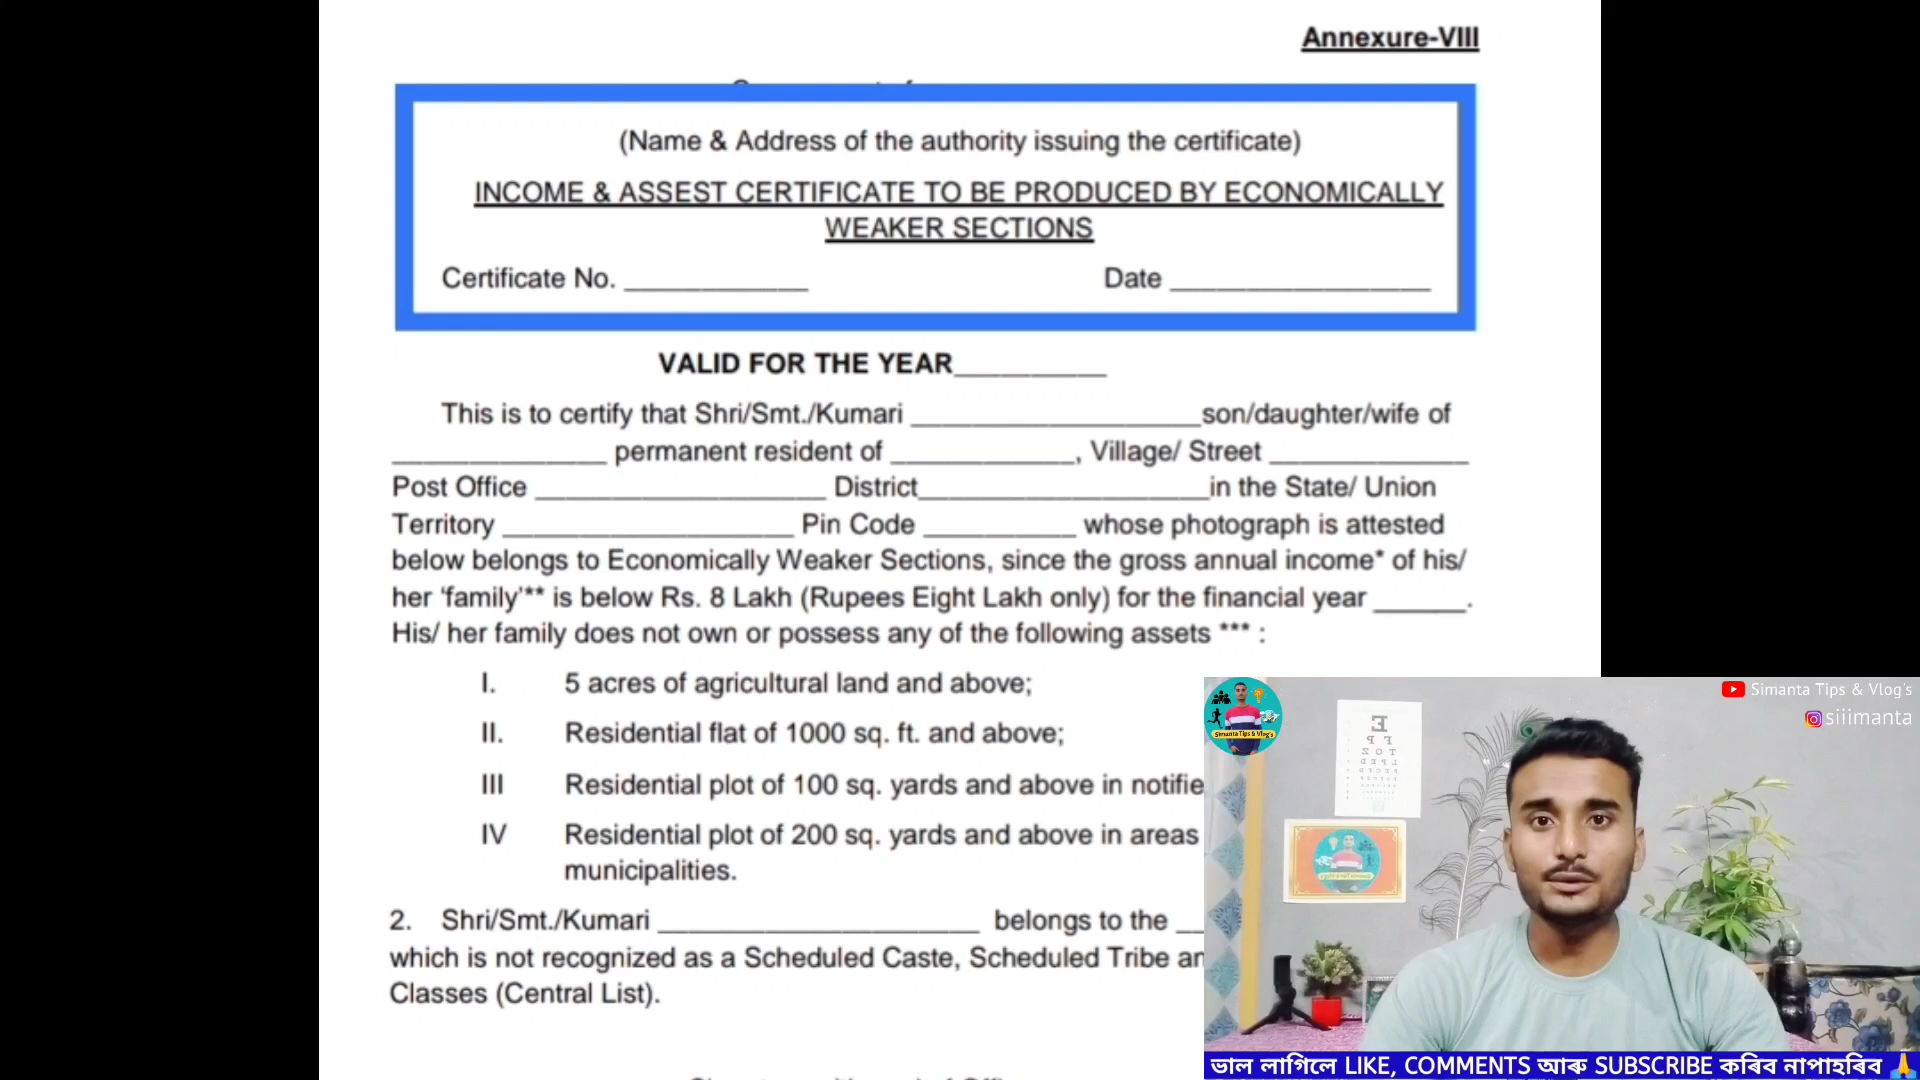 Annexure-VIII
(Name & Address of the authority issuing the certificate)
INCOME & ASSEST CERTIFICATE TO BE PRODUCED BY ECONOMICALLY
WEAKER SECTIONS
Certificate No. ____________ Date _________________
VALID FOR THE YEAR__________
This is to certify that Shri/Smt./Kumari ___________________son/daughter/wife of
______________ permanent resident of ____________, Village/ Street _____________
Post Office ___________________ District___________________in the State/ Union
Territory ___________________ Pin Code __________ whose photograph is attested
below belongs to Economically Weaker Sections, since the gross annual income* of his/
her ‘family’** is below Rs. 8 Lakh (Rupees Eight Lakh only) for the financial year ______.
His/ her family does not own or possess any of the following assets *** :
I. 5 acres of agricultural land and above;
II. Residential flat of 1000 sq. ft. and above;
III Residential plot of 100 sq. yards and above in notifie
IV Residential plot of 200 sq. yards and above in areas
municipalities.
2. Shri/Smt./Kumari _____________________ belongs to the __
which is not recognized as a Scheduled Caste, Scheduled Tribe an
Classes (Central List).
Simanta Tips & Vlog's
Simanta Tips & Vlog's
siiimanta
ভাল লাগিলে LIKE, COMMENTS আৰু SUBSCRIBE কৰিব নাপাহৰিব 🙏